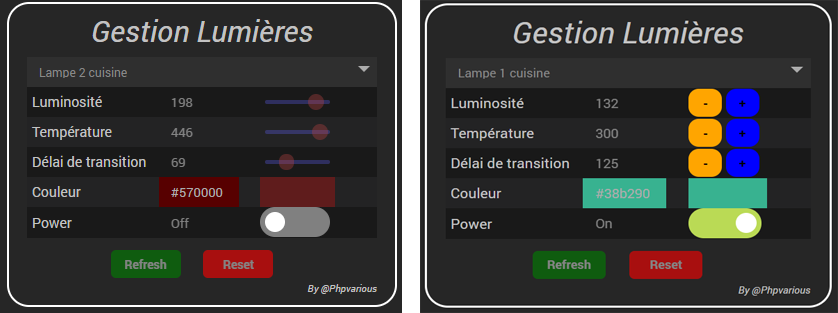 Gestion Lumières
Lampe 2 cuisine
Luminosité 198
Température 446
Délai de transition 69
Couleur #570000
Power Off
Refresh Reset
By @Phpvarious
Gestion Lumières
Lampe 1 cuisine
Luminosité 132 - +
Température 300 - +
Délai de transition 125 - +
Couleur #38b290
Power On
Refresh Reset
By @Phpvarious